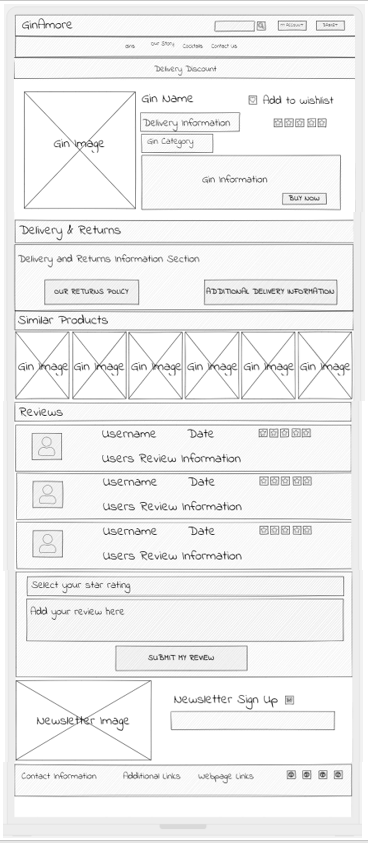 GinAmore
My Account
Basket
Gins
Our Story
Cocktails
Contact Us
Delivery Discount
Gin Image
Gin Name
Add to wishlist
Delivery Information
Gin Category
Gin Information
BUY NOW
Delivery & Returns
Delivery and Returns Information Section
OUR RETURNS POLICY
ADDITIONAL DELIVERY INFORMATION
Similar Products
Gin Image Gin Image Gin Image Gin Image Gin Image Gin Image
Reviews
Username Date
Users Review Information
Username Date
Users Review Information
Username Date
Users Review Information
Select your star rating
Add your review here
SUBMIT MY REVIEW
Newsletter Image
Newsletter Sign Up
Contact Information Additional Links Webpage Links